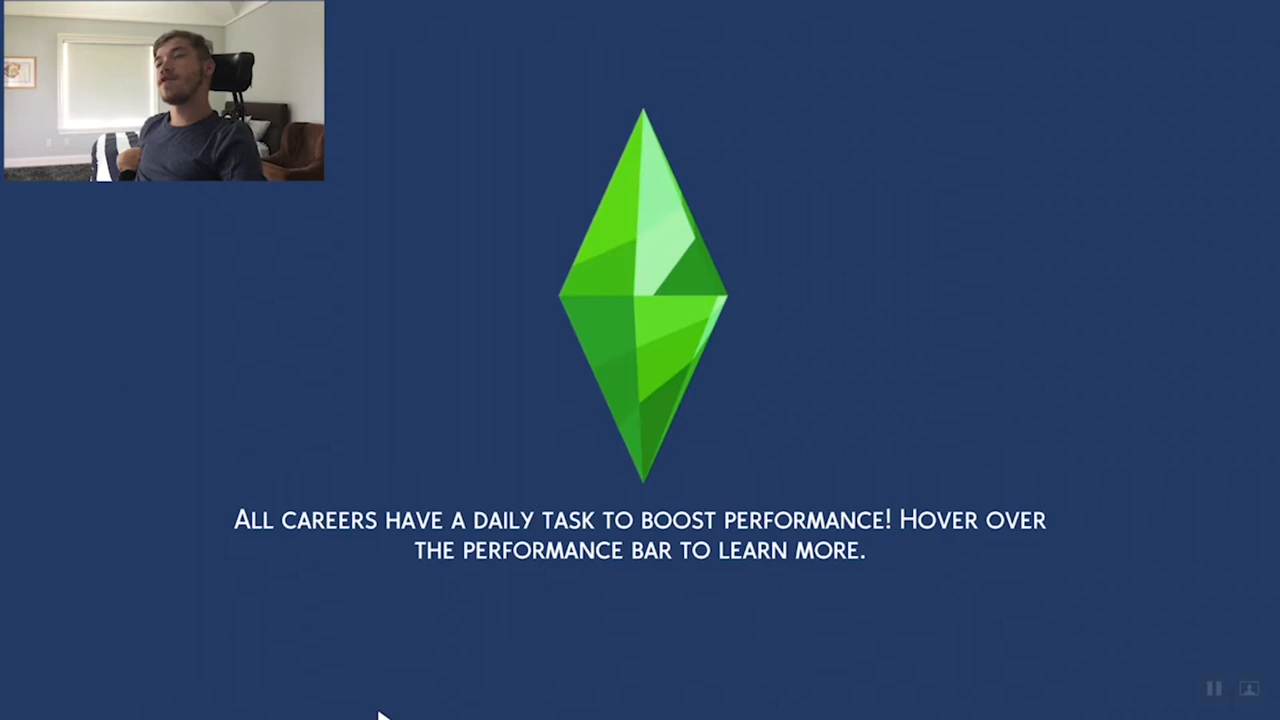 All careers have a daily task to boost performance! Hover over
the performance bar to learn more.